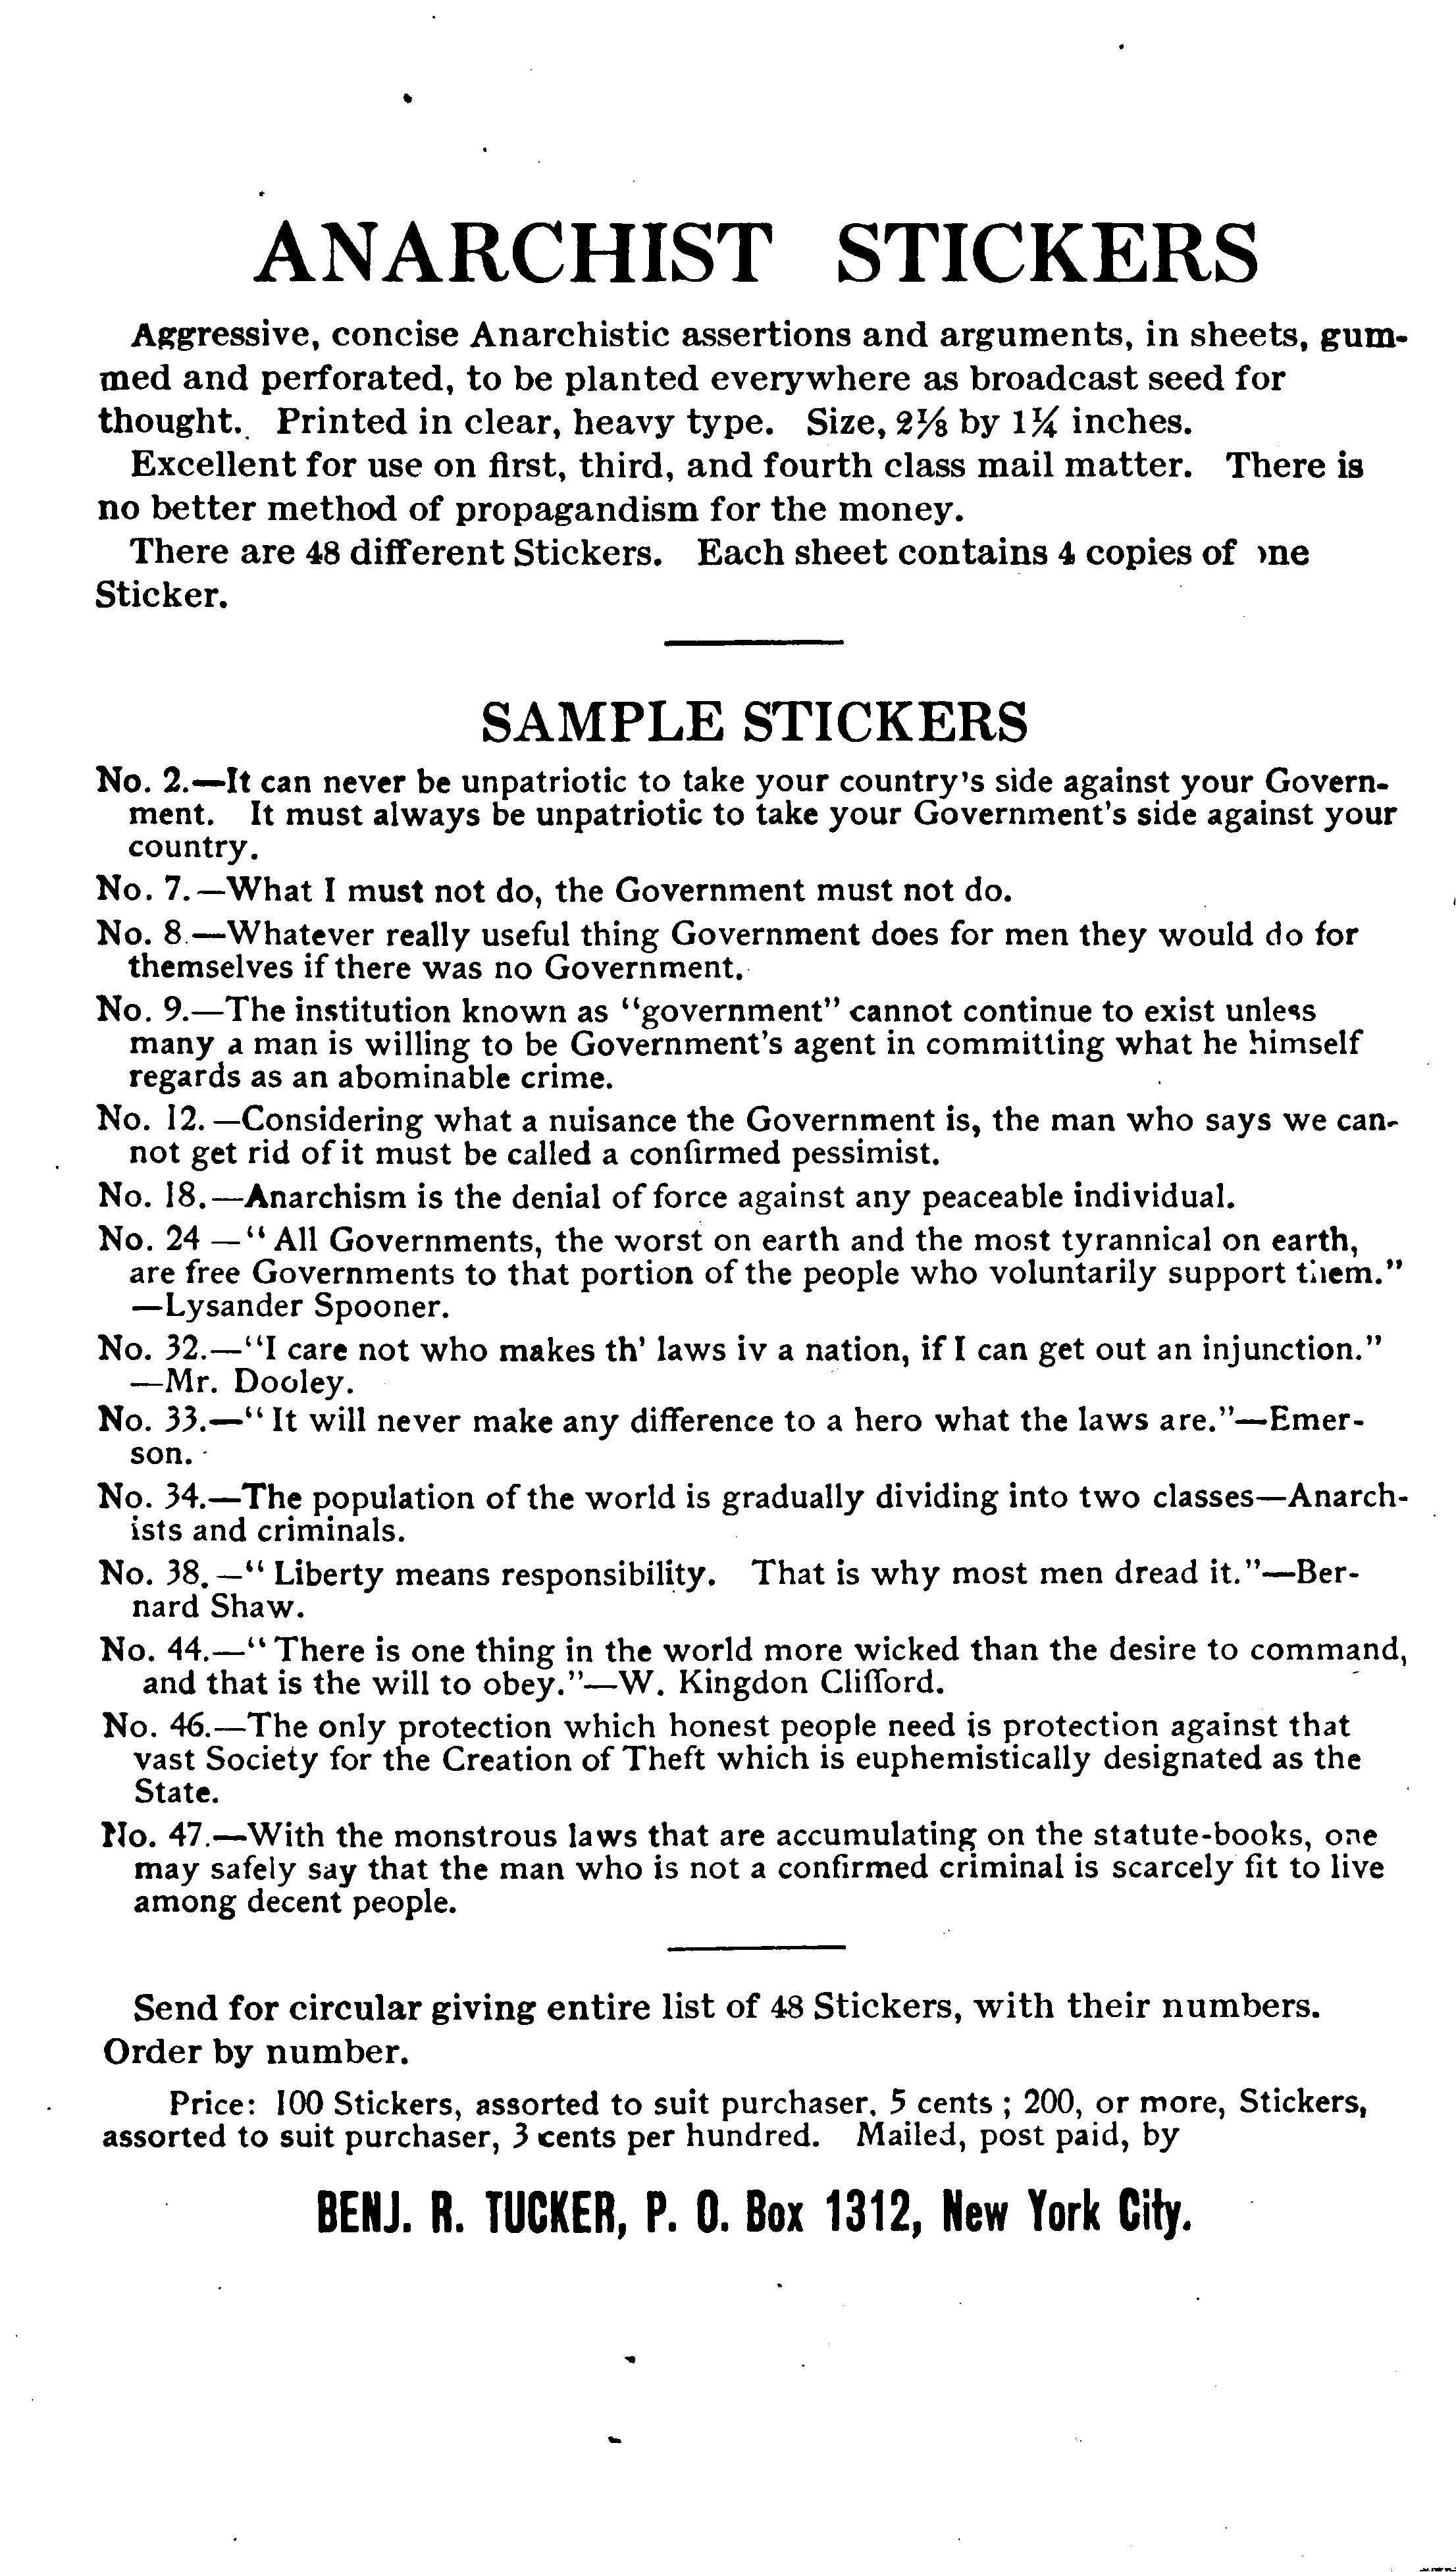 ANARCHIST STICKERS
Aggressive, concise Anarchistic assertions and arguments, in sheets, gum-
med and perforated, to be planted everywhere as broadcast seed for
thought. Printed in clear, heavy type. Size, 2⅛ by 1¼ inches.
Excellent for use on first, third, and fourth class mail matter. There is
no better method of propagandism for the money.
There are 48 different Stickers. Each sheet contains 4 copies of one
Sticker.
SAMPLE STICKERS
No. 2.—It can never be unpatriotic to take your country's side against your Govern-
ment. It must always be unpatriotic to take your Government's side against your
country.
No. 7.—What I must not do, the Government must not do.
No. 8.—Whatever really useful thing Government does for men they would do for
themselves if there was no Government.
No. 9.—The institution known as "government" cannot continue to exist unless
many a man is willing to be Government's agent in committing what he himself
regards as an abominable crime.
No. 12.—Considering what a nuisance the Government is, the man who says we can-
not get rid of it must be called a confirmed pessimist.
No. 18.—Anarchism is the denial of force against any peaceable individual.
No. 24 —"All Governments, the worst on earth and the most tyrannical on earth,
are free Governments to that portion of the people who voluntarily support them."
—Lysander Spooner.
No. 32.—"I care not who makes th' laws iv a nation, if I can get out an injunction."
—Mr. Dooley.
No. 33.—"It will never make any difference to a hero what the laws are."—Emer-
son.
No. 34.—The population of the world is gradually dividing into two classes—Anarch-
ists and criminals.
No. 38.—"Liberty means responsibility. That is why most men dread it."—Ber-
nard Shaw.
No. 44.—"There is one thing in the world more wicked than the desire to command,
and that is the will to obey."—W. Kingdon Clifford.
No. 46.—The only protection which honest people need is protection against that
vast Society for the Creation of Theft which is euphemistically designated as the
State.
No. 47.—With the monstrous laws that are accumulating on the statute-books, one
may safely say that the man who is not a confirmed criminal is scarcely fit to live
among decent people.
Send for circular giving entire list of 48 Stickers, with their numbers.
Order by number.
Price: 100 Stickers, assorted to suit purchaser, 5 cents ; 200, or more, Stickers,
assorted to suit purchaser, 3 cents per hundred. Mailed, post paid, by
BENJ. R. TUCKER, P. O. Box 1312, New York City.